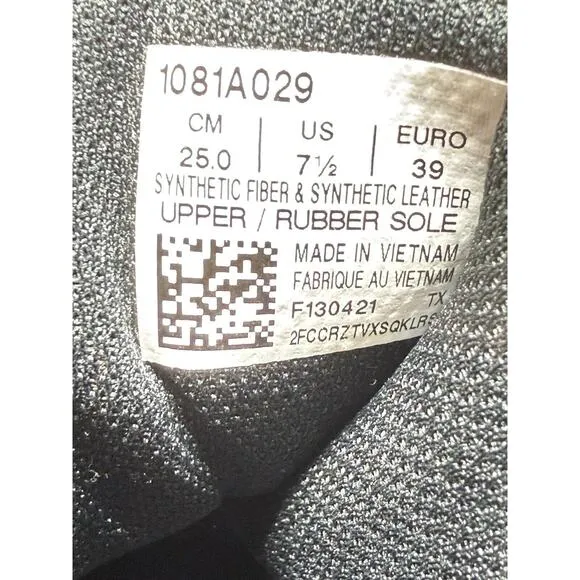 1081A029
CM US EURO
25.0 7½ 39
SYNTHETIC FIBER & SYNTHETIC LEATHER
UPPER / RUBBER SOLE
MADE IN VIETNAM
FABRIQUE AU VIETNAM
F130421 TX